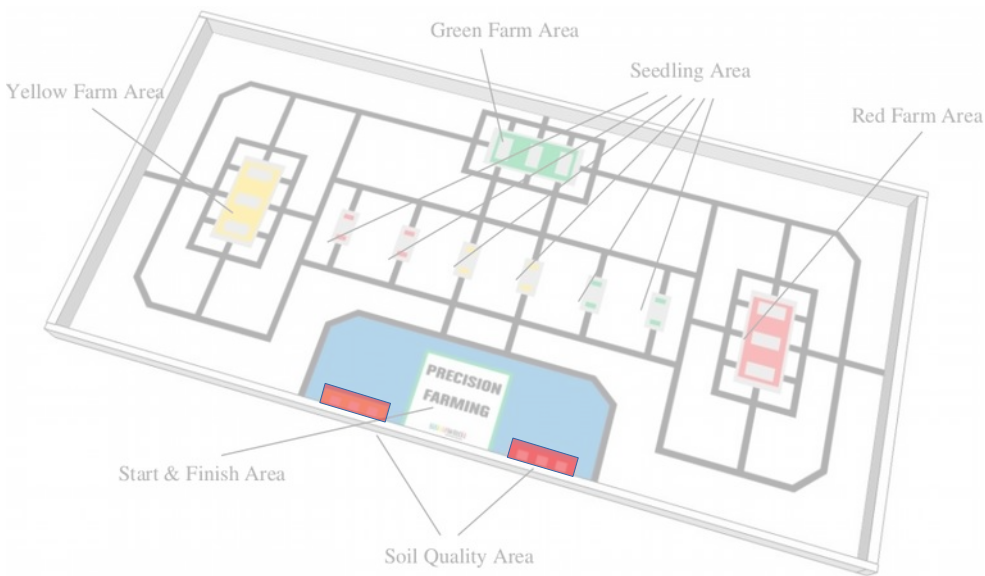 Green Farm Area
Seedling Area
Yellow Farm Area
Red Farm Area
PRECISION
FARMING
Start & Finish Area
Soil Quality Area